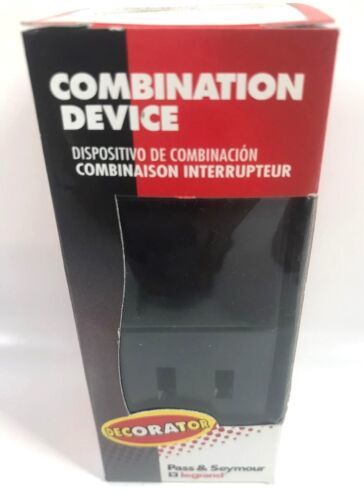 COMBINATION
DEVICE
DISPOSITIVO DE COMBINACIÓN
COMBINAISON INTERRUPTEUR
DECORATOR
Pass & Seymour
legrand